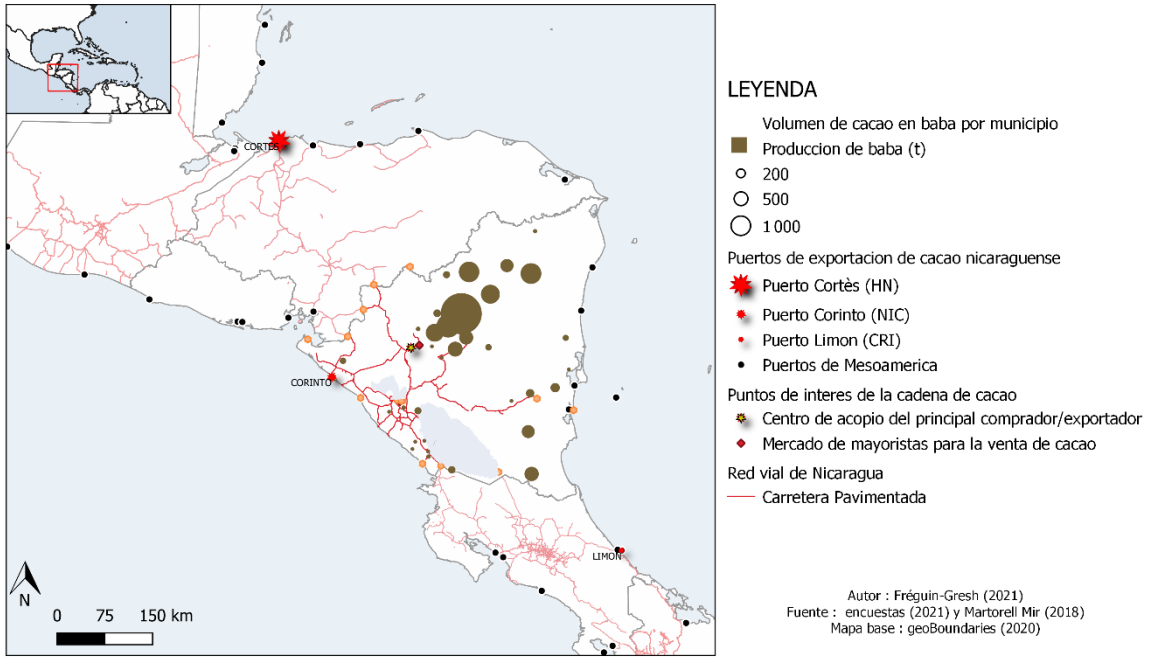 CORTES
CORINTO
LIMON
N
0 75 150 km
LEYENDA
Volumen de cacao en baba por municipio
Produccion de baba (t)
200
500
1 000
Puertos de exportacion de cacao nicaraguense
Puerto Cortès (HN)
Puerto Corinto (NIC)
Puerto Limon (CRI)
Puertos de Mesoamerica
Puntos de interes de la cadena de cacao
Centro de acopio del principal comprador/exportador
Mercado de mayoristas para la venta de cacao
Red vial de Nicaragua
Carretera Pavimentada
Autor : Fréguin-Gresh (2021)
Fuente : encuestas (2021) y Martorell Mir (2018)
Mapa base : geoBoundaries (2020)